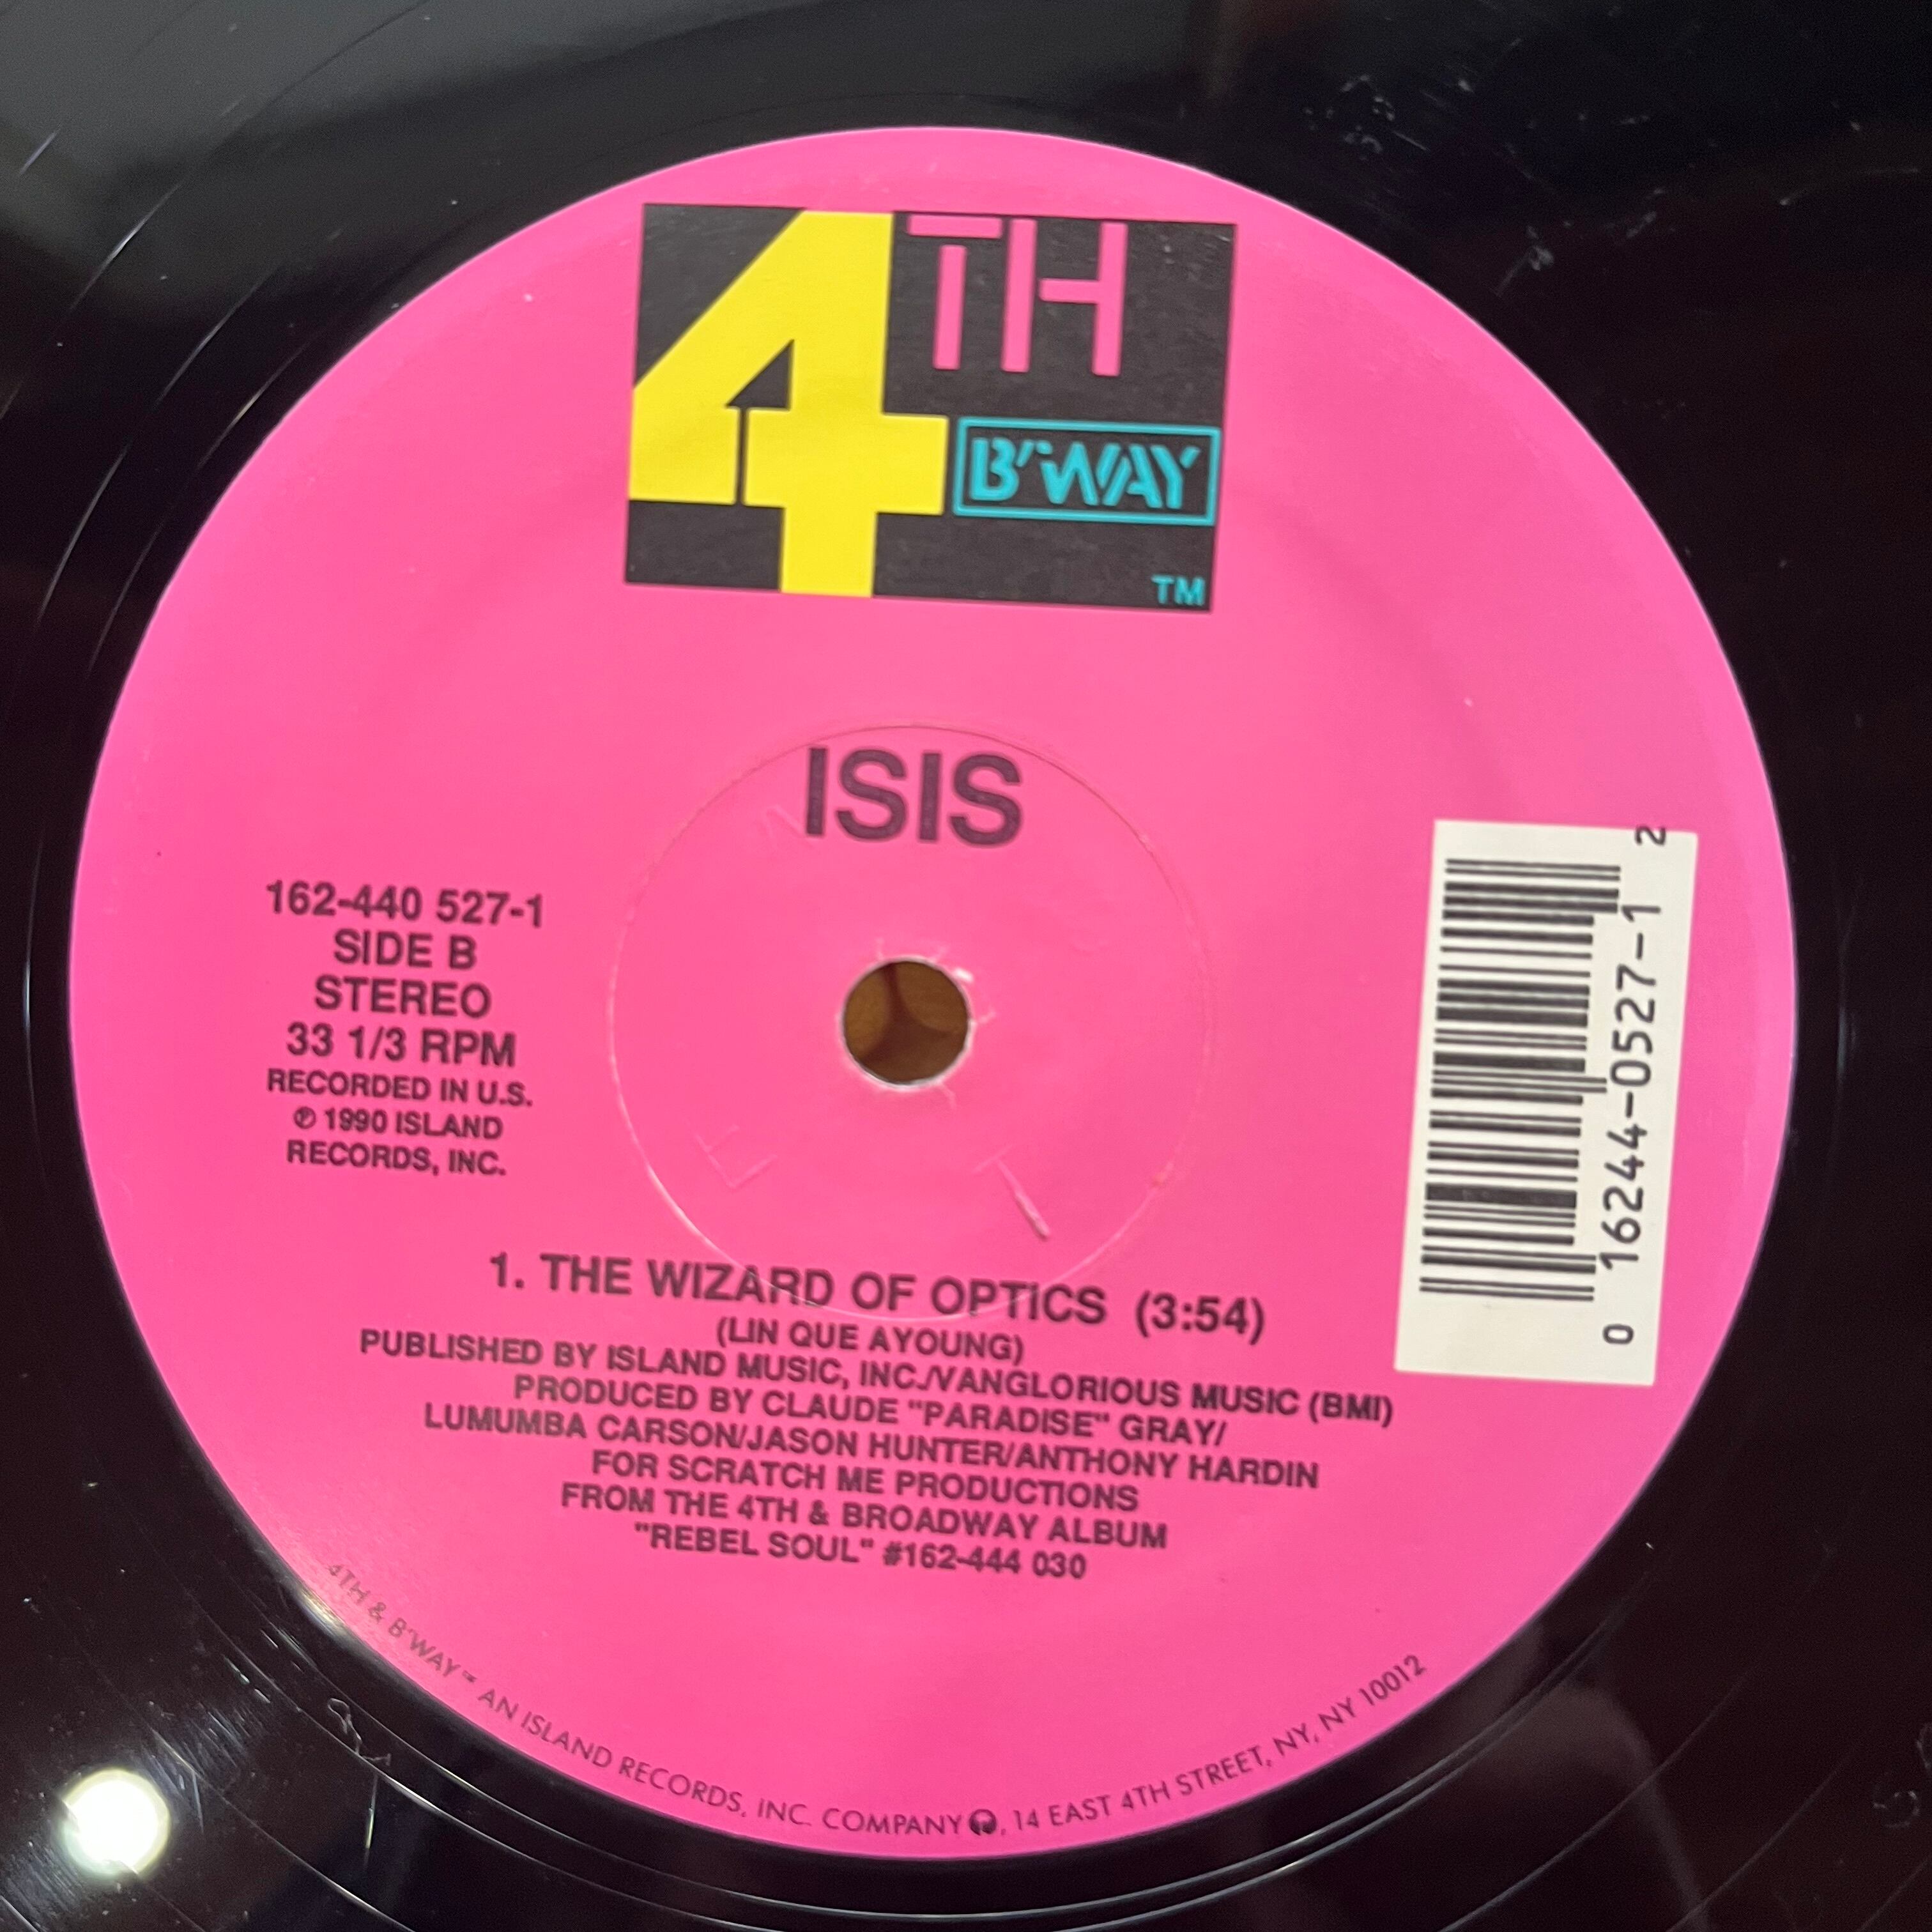 4TH
B'WAY
TM
ISIS
162-440 527-1
SIDE B
STEREO
33 1/3 RPM
RECORDED IN U.S.
℗ 1990 ISLAND
RECORDS, INC.
0 16244-0527-1 2
1. THE WIZARD OF OPTICS (3:54)
(LIN QUE AYOUNG)
PUBLISHED BY ISLAND MUSIC, INC./VANGLORIOUS MUSIC (BMI)
PRODUCED BY CLAUDE "PARADISE" GRAY/
LUMUMBA CARSON/JASON HUNTER/ANTHONY HARDIN
FOR SCRATCH ME PRODUCTIONS
FROM THE 4TH & BROADWAY ALBUM
"REBEL SOUL" #162-444 030
4TH & B'WAY™ AN ISLAND RECORDS, INC. COMPANY, 14 EAST 4TH STREET, NY, NY 10012